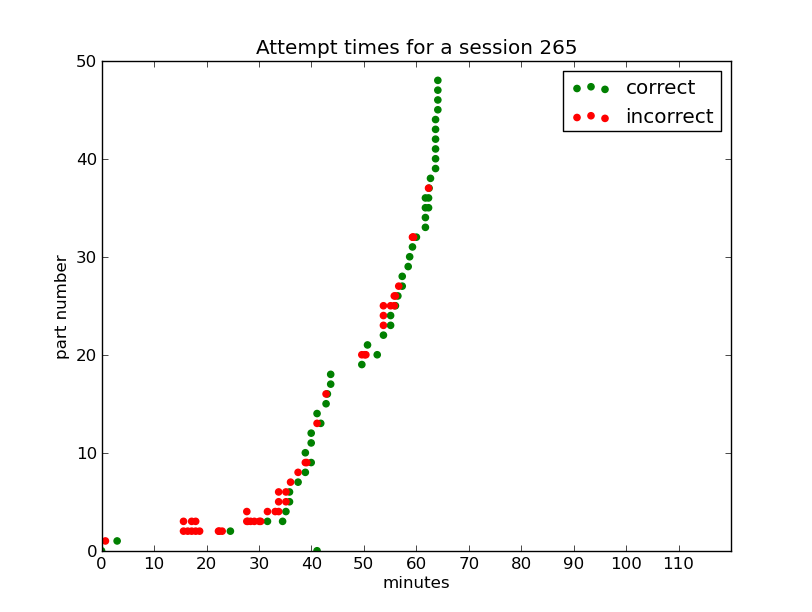 Attempt times for a session 265
correct
incorrect
50
40
30
20
10
0
part number
0 10 20 30 40 50 60 70 80 90 100 110
minutes